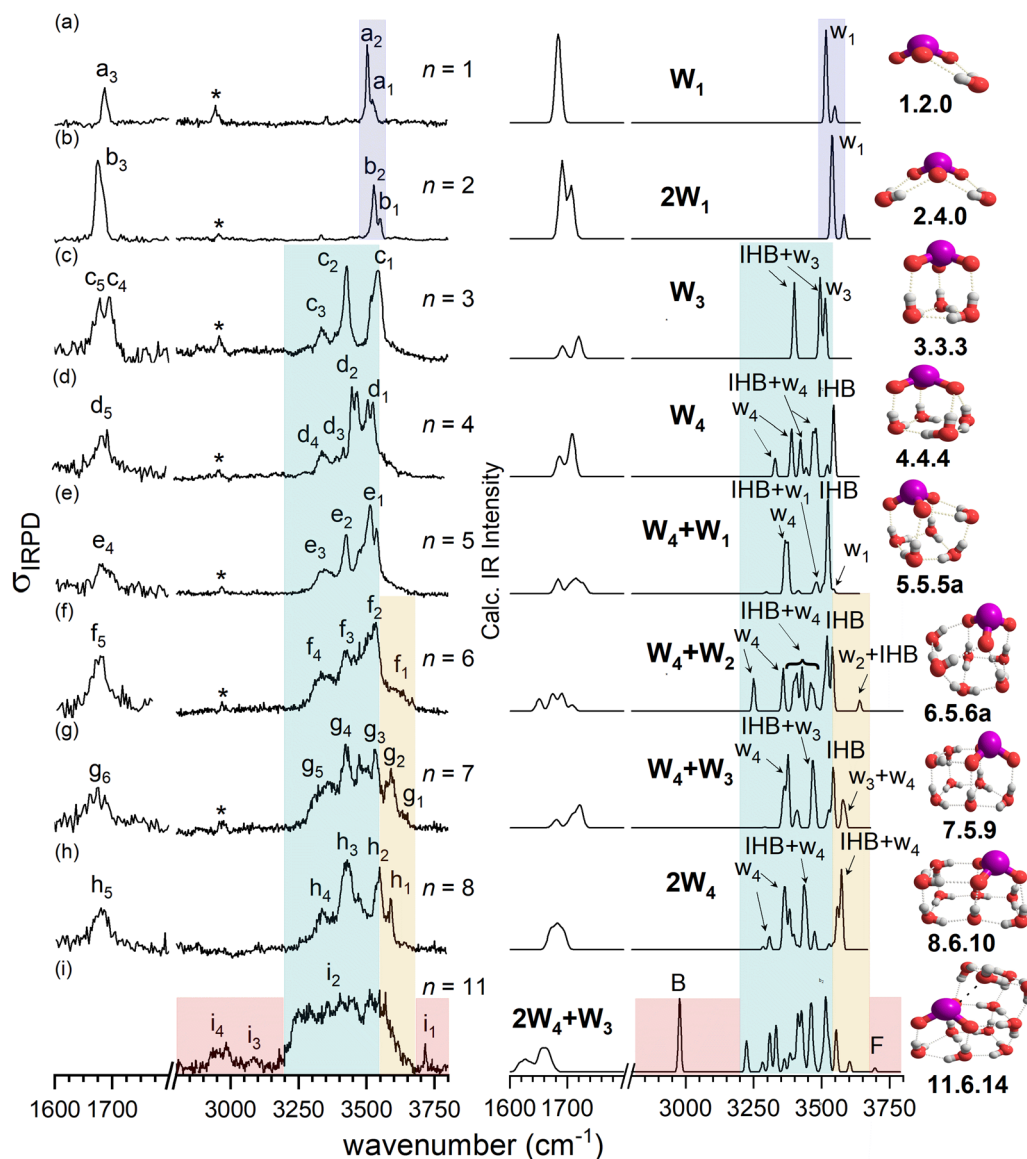 (a)
a₃
*
a₂
a₁
n = 1
W₁
w₁
1.2.0
(b)
b₃
*
b₂
b₁
n = 2
2W₁
w₁
2.4.0
(c)
c₅ c₄
*
c₃
c₂
c₁
n = 3
W₃
IHB+w₃
w₃
3.3.3
(d)
d₅
*
d₄
d₃
d₂
d₁
n = 4
W₄
w₄
IHB+w₄
IHB
4.4.4
(e)
e₄
*
e₃
e₂
e₁
n = 5
W₄+W₁
w₄
IHB+w₁
IHB
w₁
5.5.5a
(f)
f₅
*
f₄
f₃
f₂
f₁
n = 6
W₄+W₂
w₄
IHB+w₄
IHB
w₂+IHB
6.5.6a
(g)
g₆
*
g₅
g₄
g₃
g₂
g₁
n = 7
W₄+W₃
w₄
IHB+w₃
IHB
w₃+w₄
7.5.9
(h)
h₅
h₄
h₃
h₂
h₁
n = 8
2W₄
w₄
IHB+w₄
IHB+w₄
8.6.10
(i)
i₄
i₃
i₂
i₁
n = 11
2W₄+W₃
B
F
11.6.14
σIRPD
Calc. IR Intensity
1600 1700 3000 3250 3500 3750
1600 1700 3000 3250 3500 3750
wavenumber (cm⁻¹)